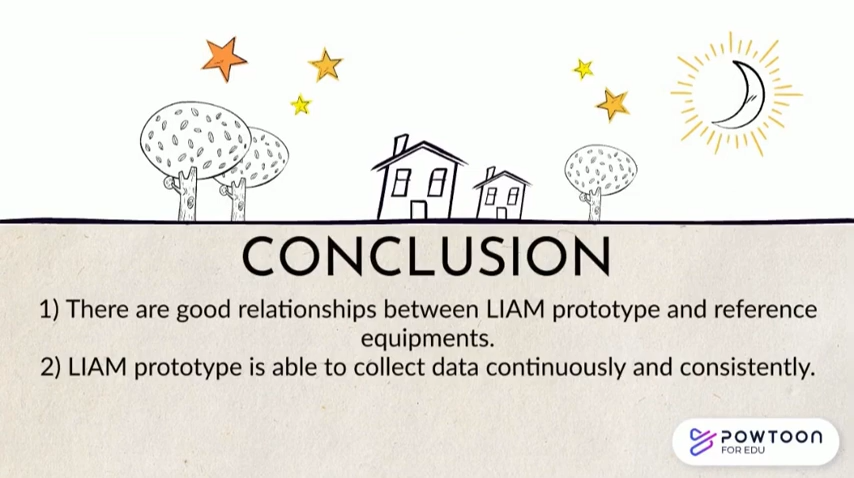 CONCLUSION
1) There are good relationships between LIAM prototype and reference
equipments.
2) LIAM prototype is able to collect data continuously and consistently.
POWTOON
FOR EDU